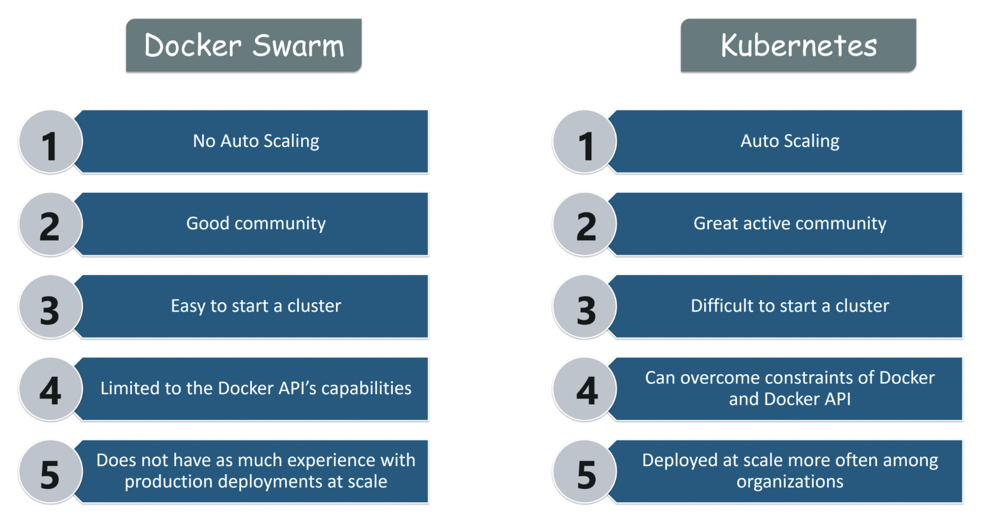 Docker Swarm
1
No Auto Scaling
2
Good community
3
Easy to start a cluster
4
Limited to the Docker API’s capabilities
5
Does not have as much experience with
production deployments at scale
Kubernetes
1
Auto Scaling
2
Great active community
3
Difficult to start a cluster
4
Can overcome constraints of Docker
and Docker API
5
Deployed at scale more often among
organizations